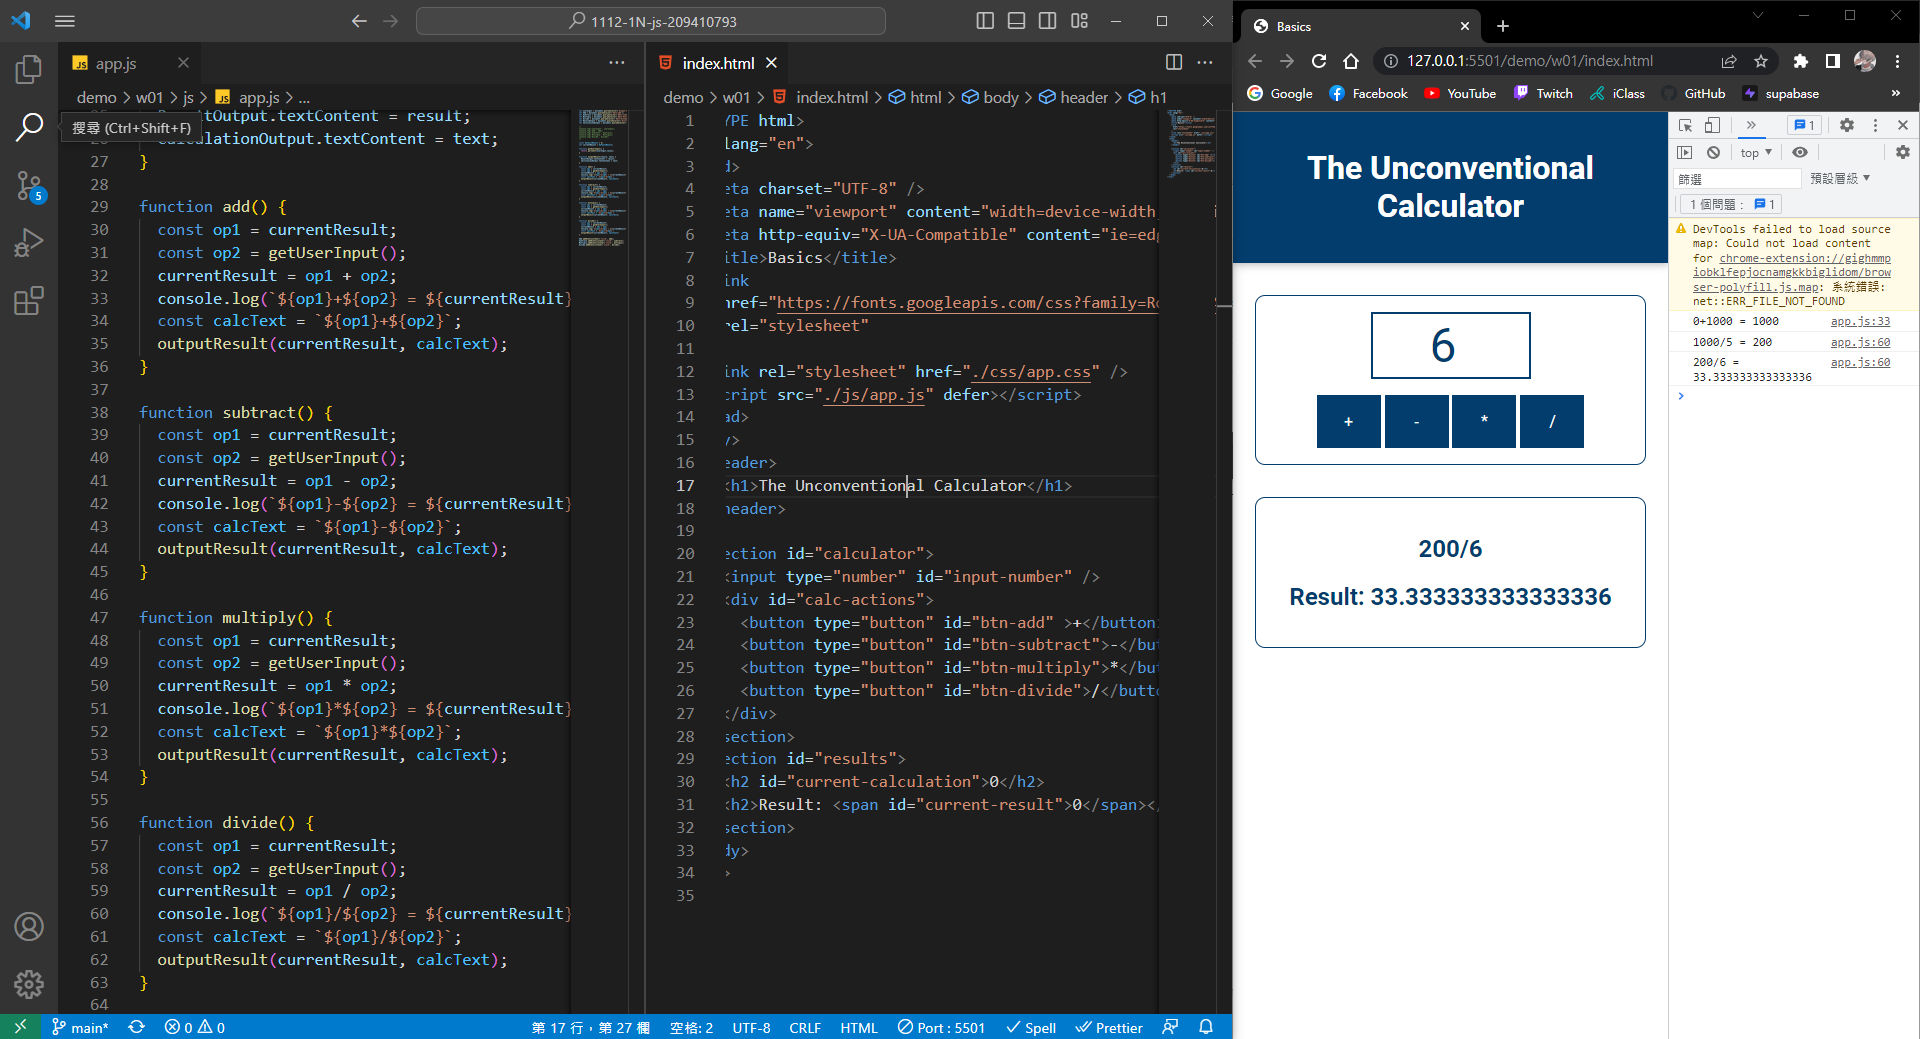 1112-1N-js-209410793
app.js
index.html
demo > w01 > js > app.js > ...
demo > w01 > index.html > html > body > header > h1
搜尋 (Ctrl+Shift+F)
5
tOutput.textContent = result;
alculationOutput.textContent = text;
27 }
28
29 function add() {
30 const op1 = currentResult;
31 const op2 = getUserInput();
32 currentResult = op1 + op2;
33 console.log(`${op1}+${op2} = ${currentResult}
34 const calcText = `${op1}+${op2}`;
35 outputResult(currentResult, calcText);
36 }
37
38 function subtract() {
39 const op1 = currentResult;
40 const op2 = getUserInput();
41 currentResult = op1 - op2;
42 console.log(`${op1}-${op2} = ${currentResult}
43 const calcText = `${op1}-${op2}`;
44 outputResult(currentResult, calcText);
45 }
46
47 function multiply() {
48 const op1 = currentResult;
49 const op2 = getUserInput();
50 currentResult = op1 * op2;
51 console.log(`${op1}*${op2} = ${currentResult}
52 const calcText = `${op1}*${op2}`;
53 outputResult(currentResult, calcText);
54 }
55
56 function divide() {
57 const op1 = currentResult;
58 const op2 = getUserInput();
59 currentResult = op1 / op2;
60 console.log(`${op1}/${op2} = ${currentResult}
61 const calcText = `${op1}/${op2}`;
62 outputResult(currentResult, calcText);
63 }
64
1 YPE html>
2 lang="en">
3 d>
4 eta charset="UTF-8" />
5 eta name="viewport" content="width=device-width
6 eta http-equiv="X-UA-Compatible" content="ie=edg
7 itle>Basics</title>
8 ink
9 href="https://fonts.googleapis.com/css?family=Ro
10 rel="stylesheet"
11
12 ink rel="stylesheet" href="./css/app.css" />
13 cript src="./js/app.js" defer></script>
14 ad>
15 y>
16 eader>
17 <h1>The Unconventional Calculator</h1>
18 header>
19
20 ection id="calculator">
21 <input type="number" id="input-number" />
22 <div id="calc-actions">
23 <button type="button" id="btn-add" >+</button
24 <button type="button" id="btn-subtract">-</but
25 <button type="button" id="btn-multiply">*</but
26 <button type="button" id="btn-divide">/</butto
27 </div>
28 section>
29 ection id="results">
30 <h2 id="current-calculation">0</h2>
31 <h2>Result: <span id="current-result">0</span></
32 section>
33 dy>
34 >
35
main* 0 0
第 17 行，第 27 欄 空格: 2 UTF-8 CRLF HTML Port : 5501 Spell Prettier
Basics
127.0.0.1:5501/demo/w01/index.html
Google Facebook YouTube Twitch iClass GitHub supabase »
The Unconventional
Calculator
6
+ - * /
200/6
Result: 33.333333333333336
» 1
top
篩選 預設層級
1 個問題： 1
DevTools failed to load source
map: Could not load content
for chrome-extension://gighmmp
iobklfepjocnamgkkbiglidom/brow
ser-polyfill.js.map: 系統錯誤:
net::ERR_FILE_NOT_FOUND
0+1000 = 1000 app.js:33
1000/5 = 200 app.js:60
200/6 = app.js:60
33.333333333333336